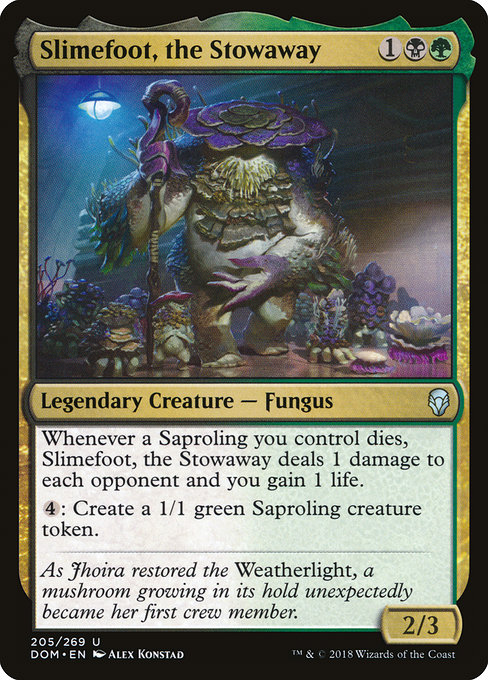 Slimefoot, the Stowaway 1
Legendary Creature — Fungus
Whenever a Saproling you control dies,
Slimefoot, the Stowaway deals 1 damage to
each opponent and you gain 1 life.
4: Create a 1/1 green Saproling creature
token.
As Jhoira restored the Weatherlight, a
mushroom growing in its hold unexpectedly
became her first crew member.
2/3
205/269 U
DOM • EN Alex Konstad
™ & © 2018 Wizards of the Coast